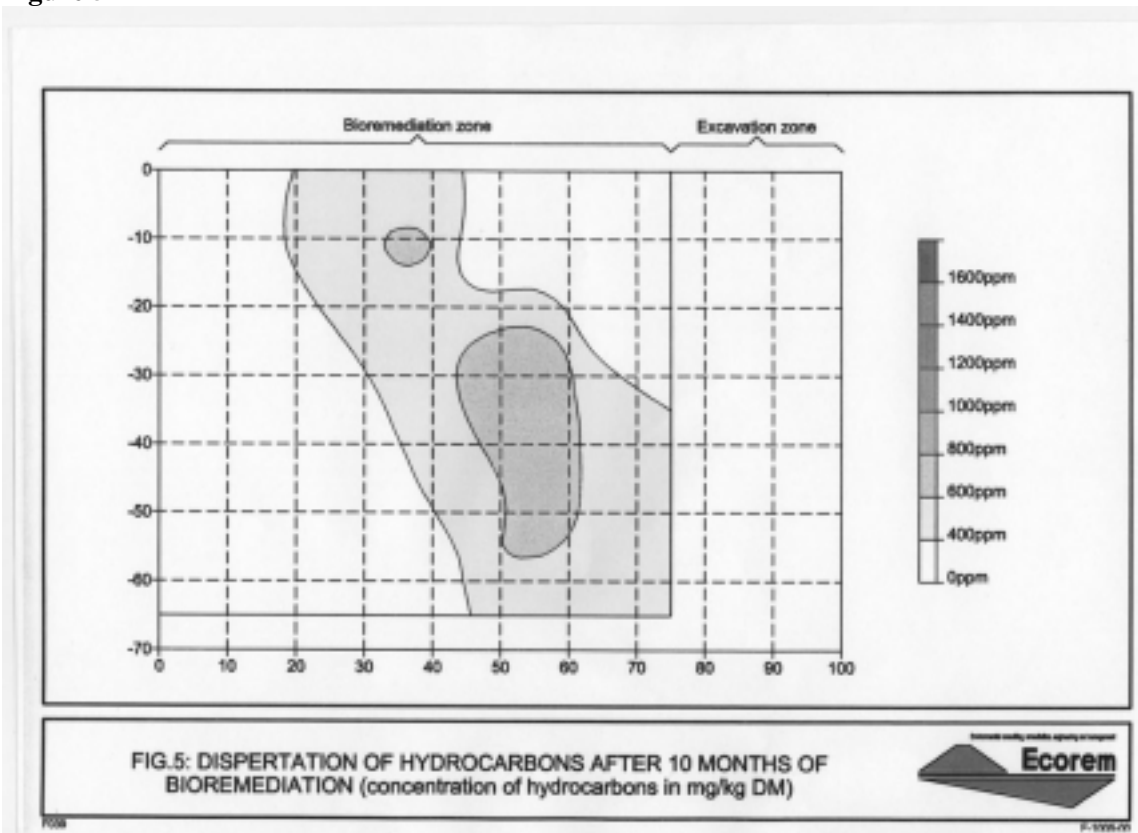 Bioremediation zone Excavation zone
0
-10
-20
-30
-40
-50
-60
-70
0 10 20 30 40 50 60 70 80 90 100
1600ppm
1400ppm
1200ppm
1000ppm
800ppm
600ppm
400ppm
0ppm
FIG.5: DISPERTATION OF HYDROCARBONS AFTER 10 MONTHS OF
BIOREMEDIATION (concentration of hydrocarbons in mg/kg DM)
Ecorem